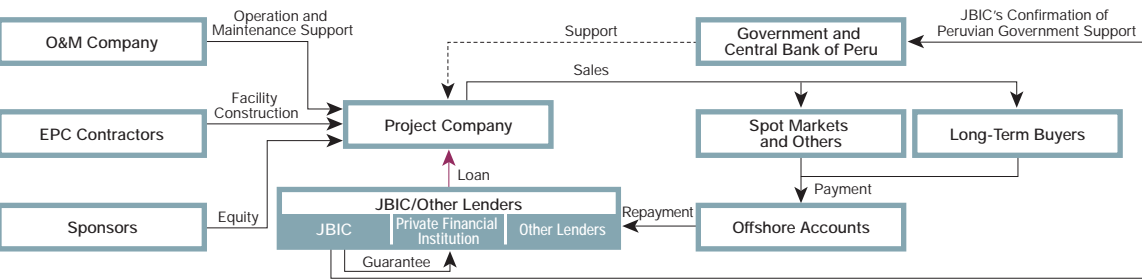 O&M Company
Operation and
Maintenance Support
Support
Government and
Central Bank of Peru
JBIC's Confirmation of
Peruvian Government Support
Sales
EPC Contractors
Facility
Construction
Project Company
Spot Markets
and Others
Long-Term Buyers
Loan
Payment
Sponsors
Equity
JBIC/Other Lenders
JBIC
Private Financial
Institution
Other Lenders
Repayment
Offshore Accounts
Guarantee